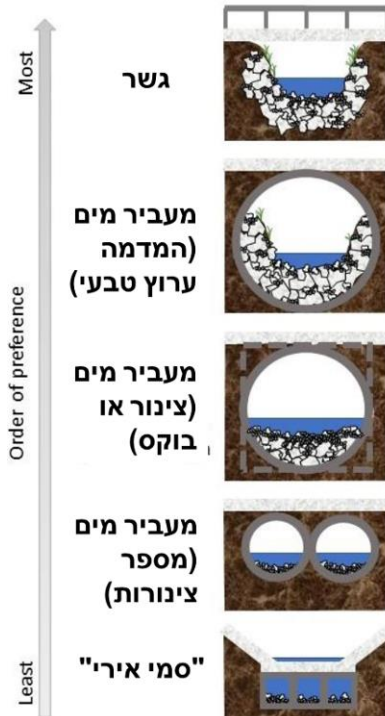 Most
Order of preference
Least
גשר
מעביר מים
(המדמה
ערוץ טבעי)
מעביר מים
(צינור או
בוקס)
מעביר מים
(מספר
צינורות)
"סמי אירי"